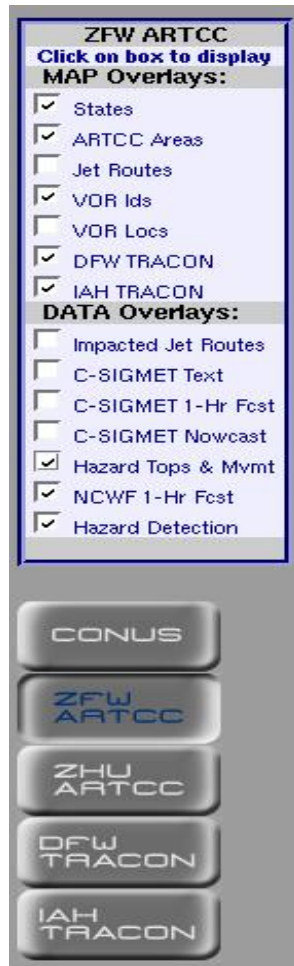 ZFW ARTCC
Click on box to display
MAP Overlays:
States
ARTCC Areas
Jet Routes
VOR Ids
VOR Locs
DFW TRACON
IAH TRACON
DATA Overlays:
Impacted Jet Routes
C-SIGMET Text
C-SIGMET 1-Hr Fcst
C-SIGMET Nowcast
Hazard Tops & Mvmt
NCWF 1-Hr Fcst
Hazard Detection
CONUS
ZFW
ARTCC
ZHU
ARTCC
DFW
TRACON
IAH
TRACON